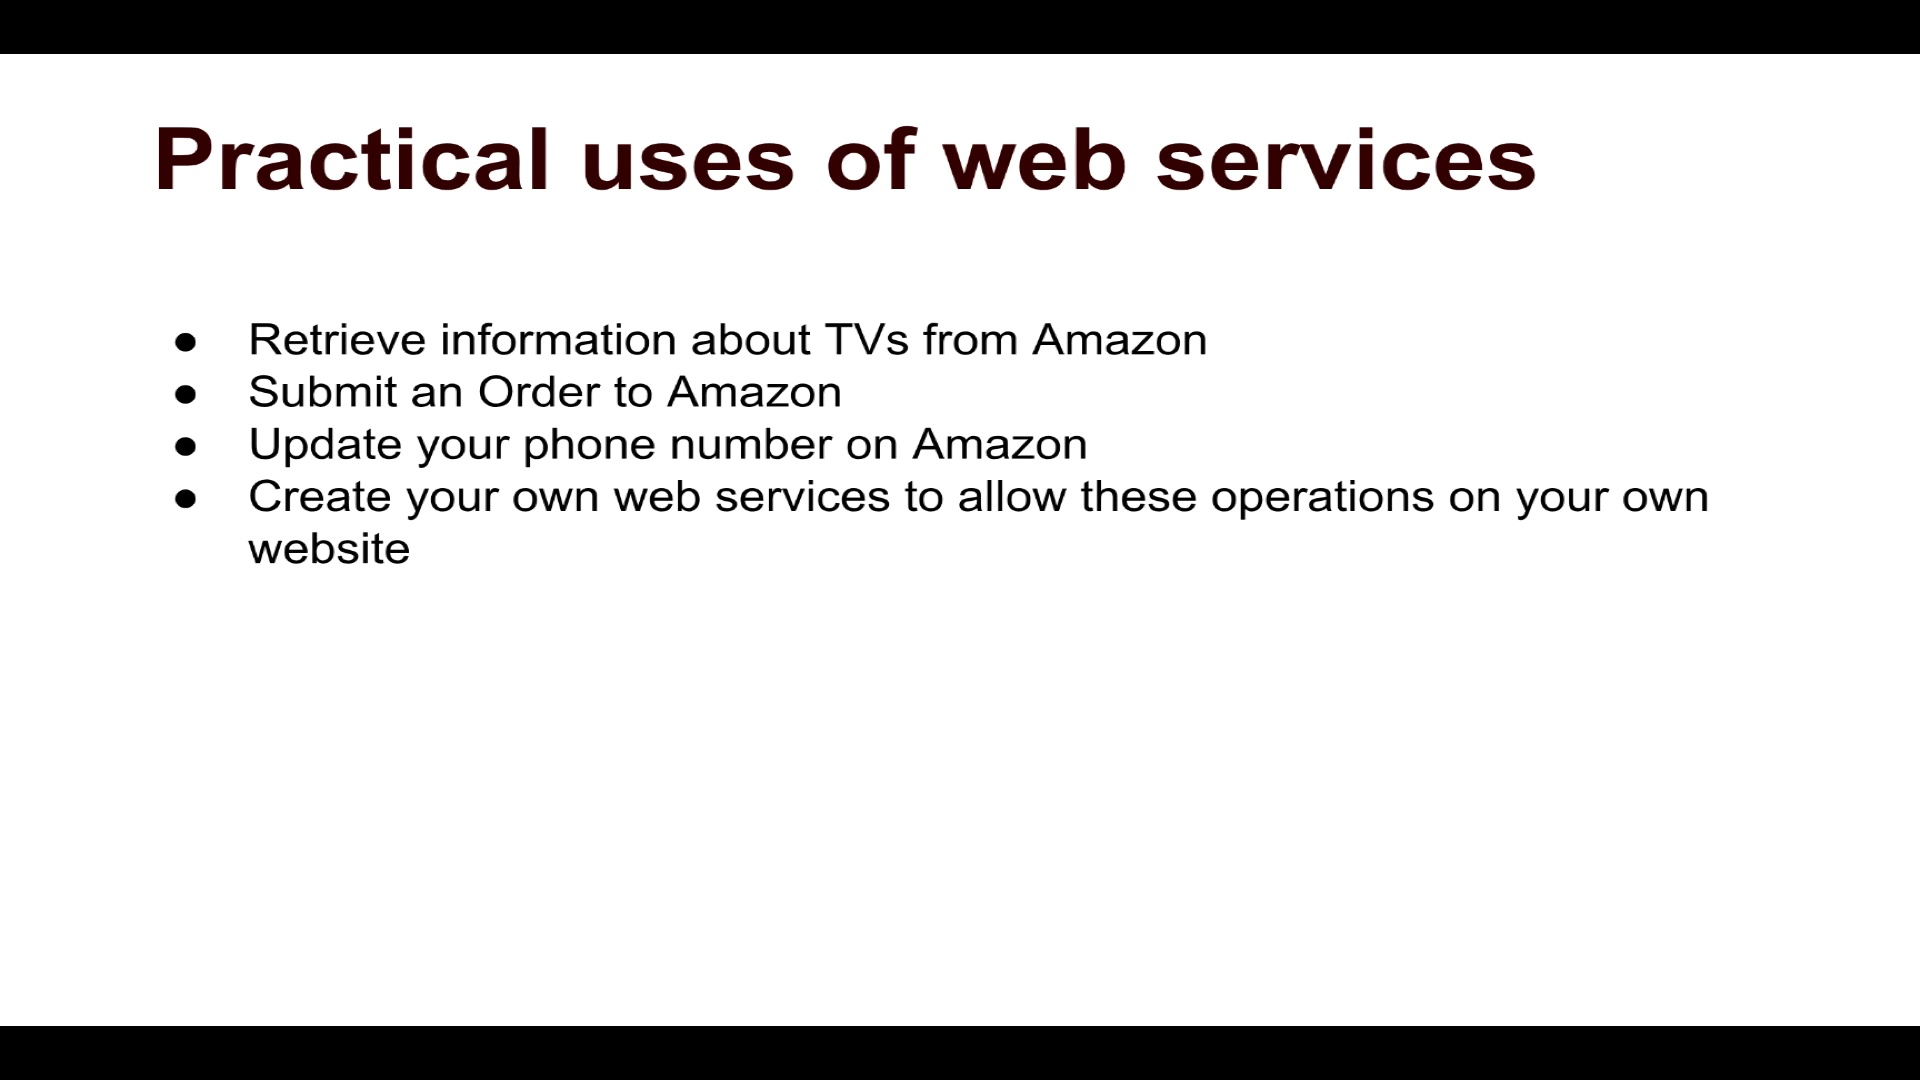 Practical uses of web services
● Retrieve information about TVs from Amazon
● Submit an Order to Amazon
● Update your phone number on Amazon
● Create your own web services to allow these operations on your own
website